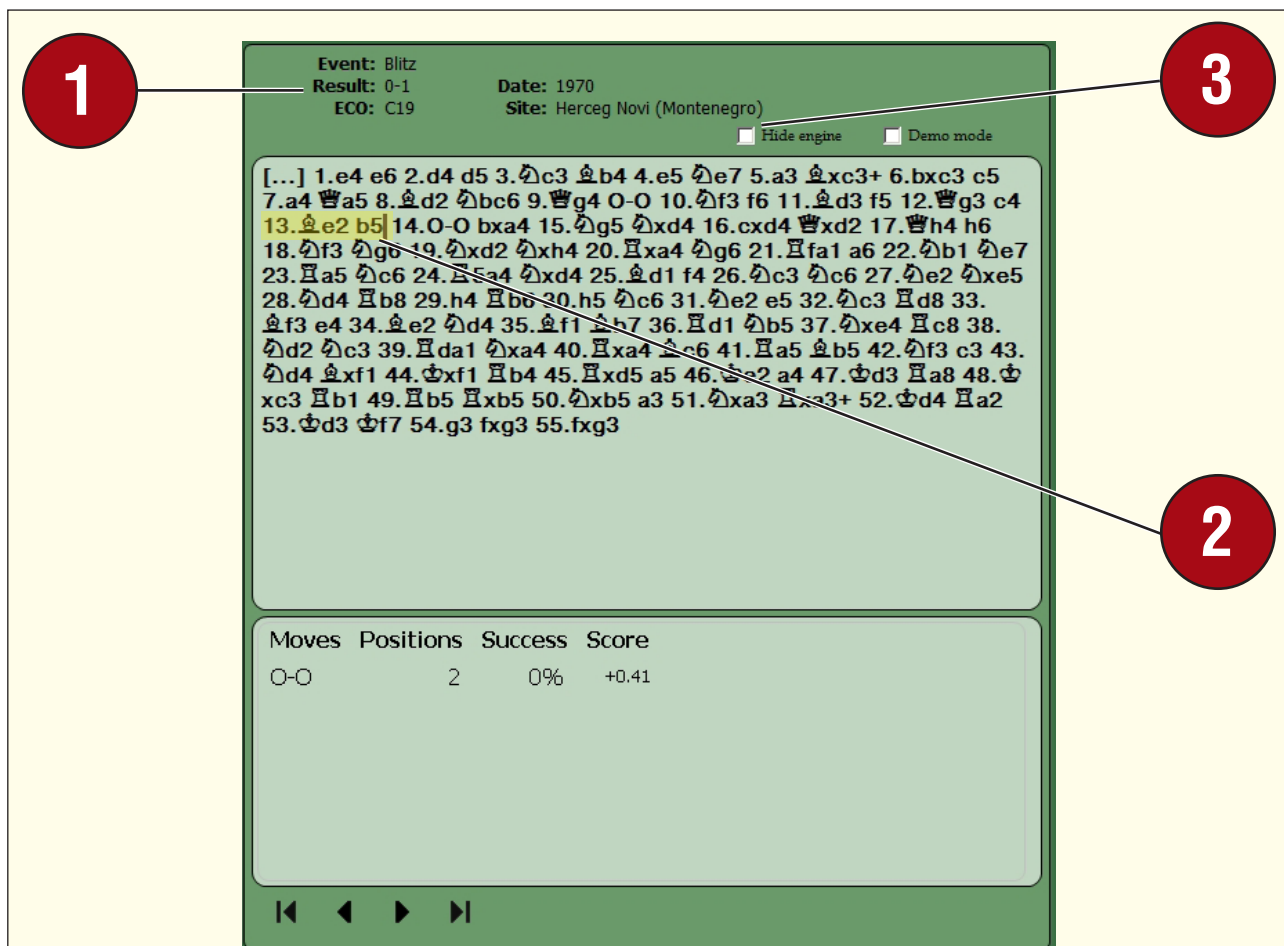 1
3
2
Event: Blitz
Result: 0-1 Date: 1970
ECO: C19 Site: Herceg Novi (Montenegro)
Hide engine Demo mode
[...] 1.e4 e6 2.d4 d5 3.♘c3 ♗b4 4.e5 ♘e7 5.a3 ♗xc3+ 6.bxc3 c5
7.a4 ♕a5 8.♗d2 ♘bc6 9.♕g4 O-O 10.♘f3 f6 11.♗d3 f5 12.♕g3 c4
13.♗e2 b5 14.O-O bxa4 15.♘g5 ♘xd4 16.cxd4 ♕xd2 17.♕h4 h6
18.♘f3 ♘g6 19.♘xd2 ♘xh4 20.♖xa4 ♘g6 21.♖fa1 a6 22.♘b1 ♘e7
23.♖a5 ♘c6 24.♖5a4 ♘xd4 25.♗d1 f4 26.♘c3 ♘c6 27.♘e2 ♘xe5
28.♘d4 ♖b8 29.h4 ♖b6 30.h5 ♘c6 31.♘e2 e5 32.♘c3 ♖d8 33.
♗f3 e4 34.♗e2 ♘d4 35.♗f1 ♗b7 36.♖d1 ♘b5 37.♘xe4 ♖c8 38.
♘d2 ♘c3 39.♖da1 ♘xa4 40.♖xa4 ♗c6 41.♖a5 ♗b5 42.♘f3 c3 43.
♘d4 ♗xf1 44.♔xf1 ♖b4 45.♖xd5 a5 46.♔e2 a4 47.♔d3 ♖a8 48.♔
xc3 ♖b1 49.♖b5 ♖xb5 50.♘xb5 a3 51.♘xa3 ♖xa3+ 52.♔d4 ♖a2
53.♔d3 ♔f7 54.g3 fxg3 55.fxg3
Moves Positions Success Score
O-O 2 0% +0.41